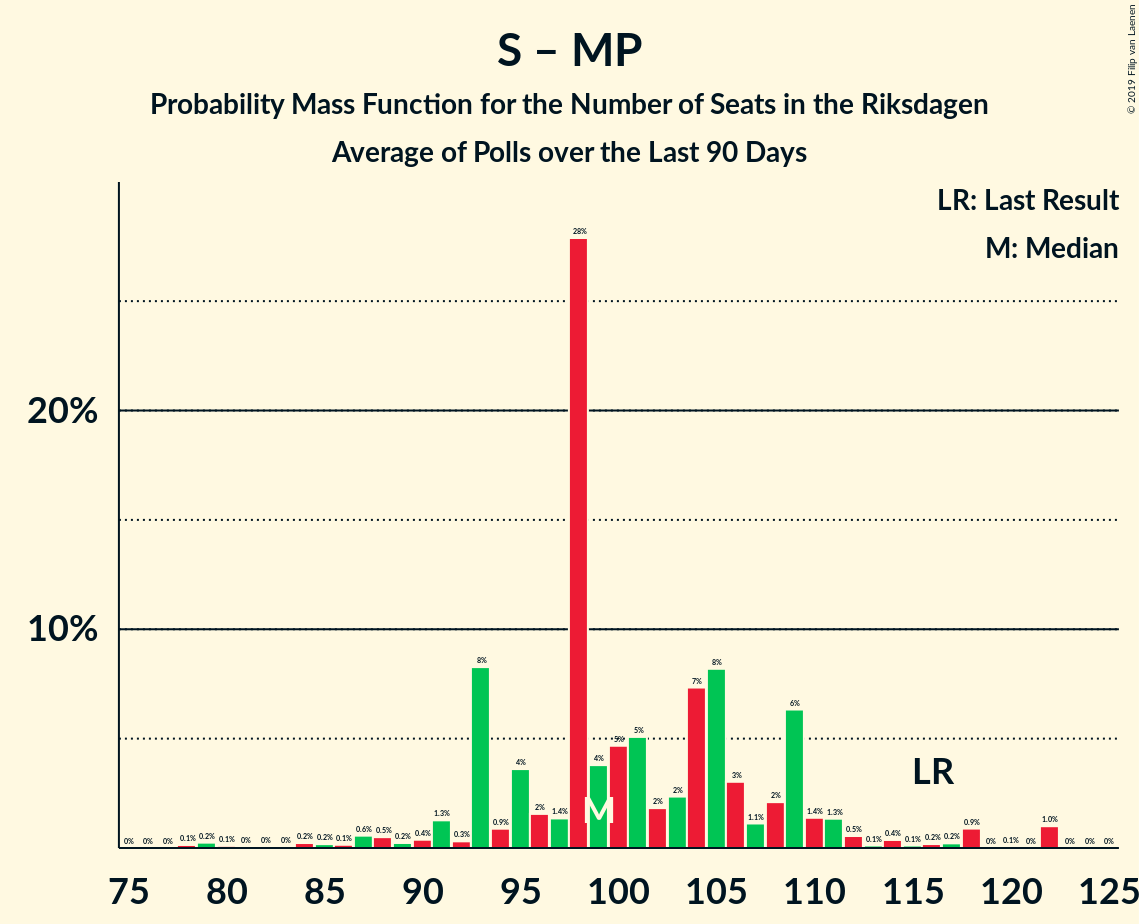 S – MP
Probability Mass Function for the Number of Seats in the Riksdagen
Average of Polls over the Last 90 Days
© 2019 Filip van Laenen
LR: Last Result
M: Median
20%
10%
0% 0% 0% 0.1% 0.2% 0.1% 0% 0% 0% 0.2% 0.2% 0.1% 0.6% 0.5% 0.2% 0.4% 1.3% 0.3% 8% 0.9% 4% 2% 1.4% 28% 4% 5% 5% 2% 2% 7% 8% 3% 1.1% 2% 6% 1.4% 1.3% 0.5% 0.1% 0.4% 0.1% 0.2% 0.2% 0.9% 0% 0.1% 0% 1.0% 0% 0% 0%
M
LR
75 80 85 90 95 100 105 110 115 120 125